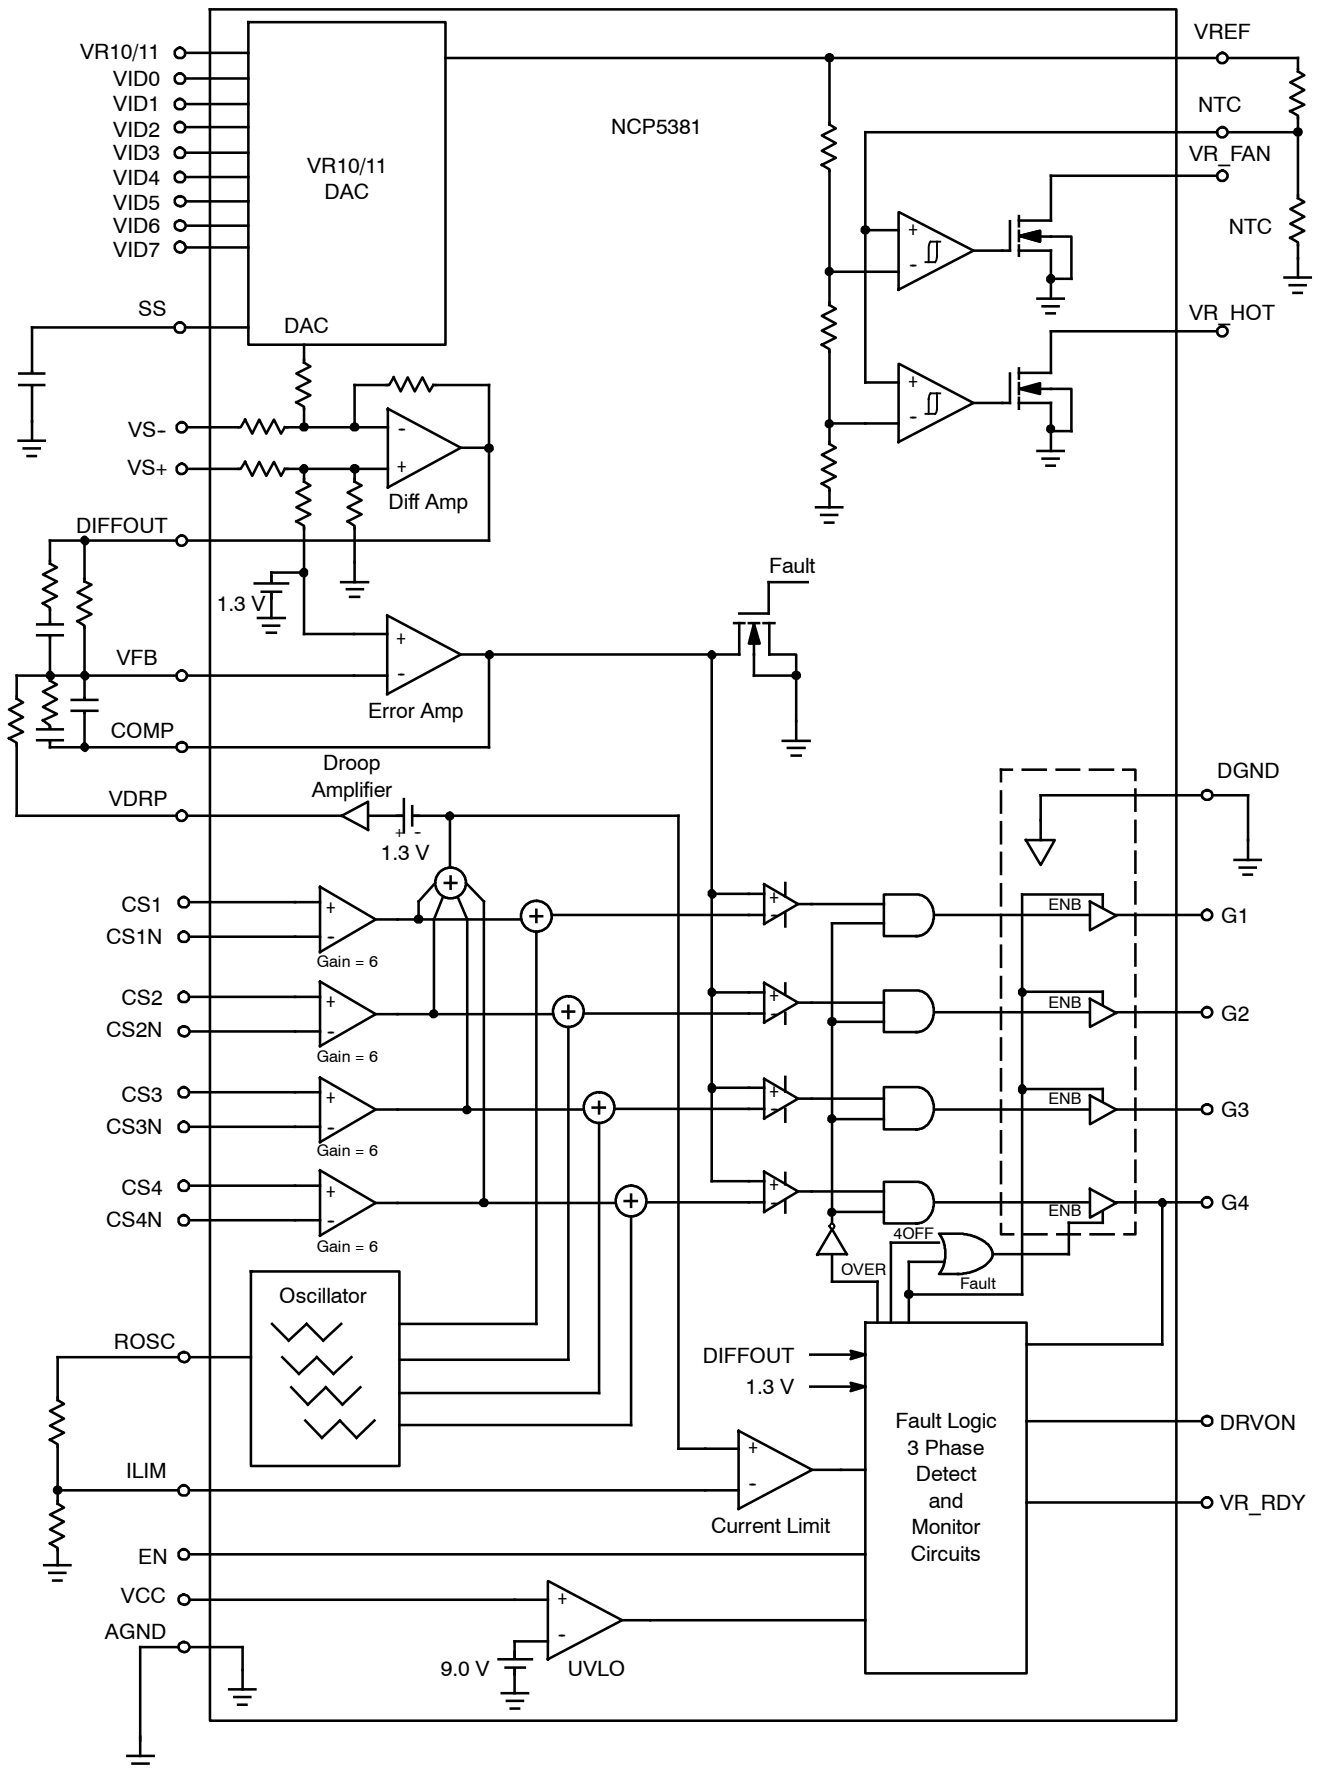 VREF
VR10/11
VID0
VID1
VID2
VID3
VID4
VID5
VID6
VID7
VR10/11
DAC
NCP5381
NTC
VR_FAN
NTC
+
-
SS
DAC
VR_HOT
+
-
VS-
VS+
-
+
Diff Amp
DIFFOUT
1.3 V
Fault
VFB
+
-
Error Amp
COMP
Droop
Amplifier
VDRP
+ -
1.3 V
DGND
+
CS1
CS1N
+
-
Gain = 6
+
+
-
ENB
G1
CS2
CS2N
+
-
Gain = 6
+
+
-
ENB
G2
CS3
CS3N
+
-
Gain = 6
+
+
-
ENB
G3
CS4
CS4N
+
-
Gain = 6
+
+
-
ENB
G4
4OFF
OVER
Fault
Oscillator
ROSC
DIFFOUT
1.3 V
Fault Logic
3 Phase
Detect
and
Monitor
Circuits
DRVON
ILIM
+
-
Current Limit
VR_RDY
EN
VCC
AGND
+
-
9.0 V
UVLO